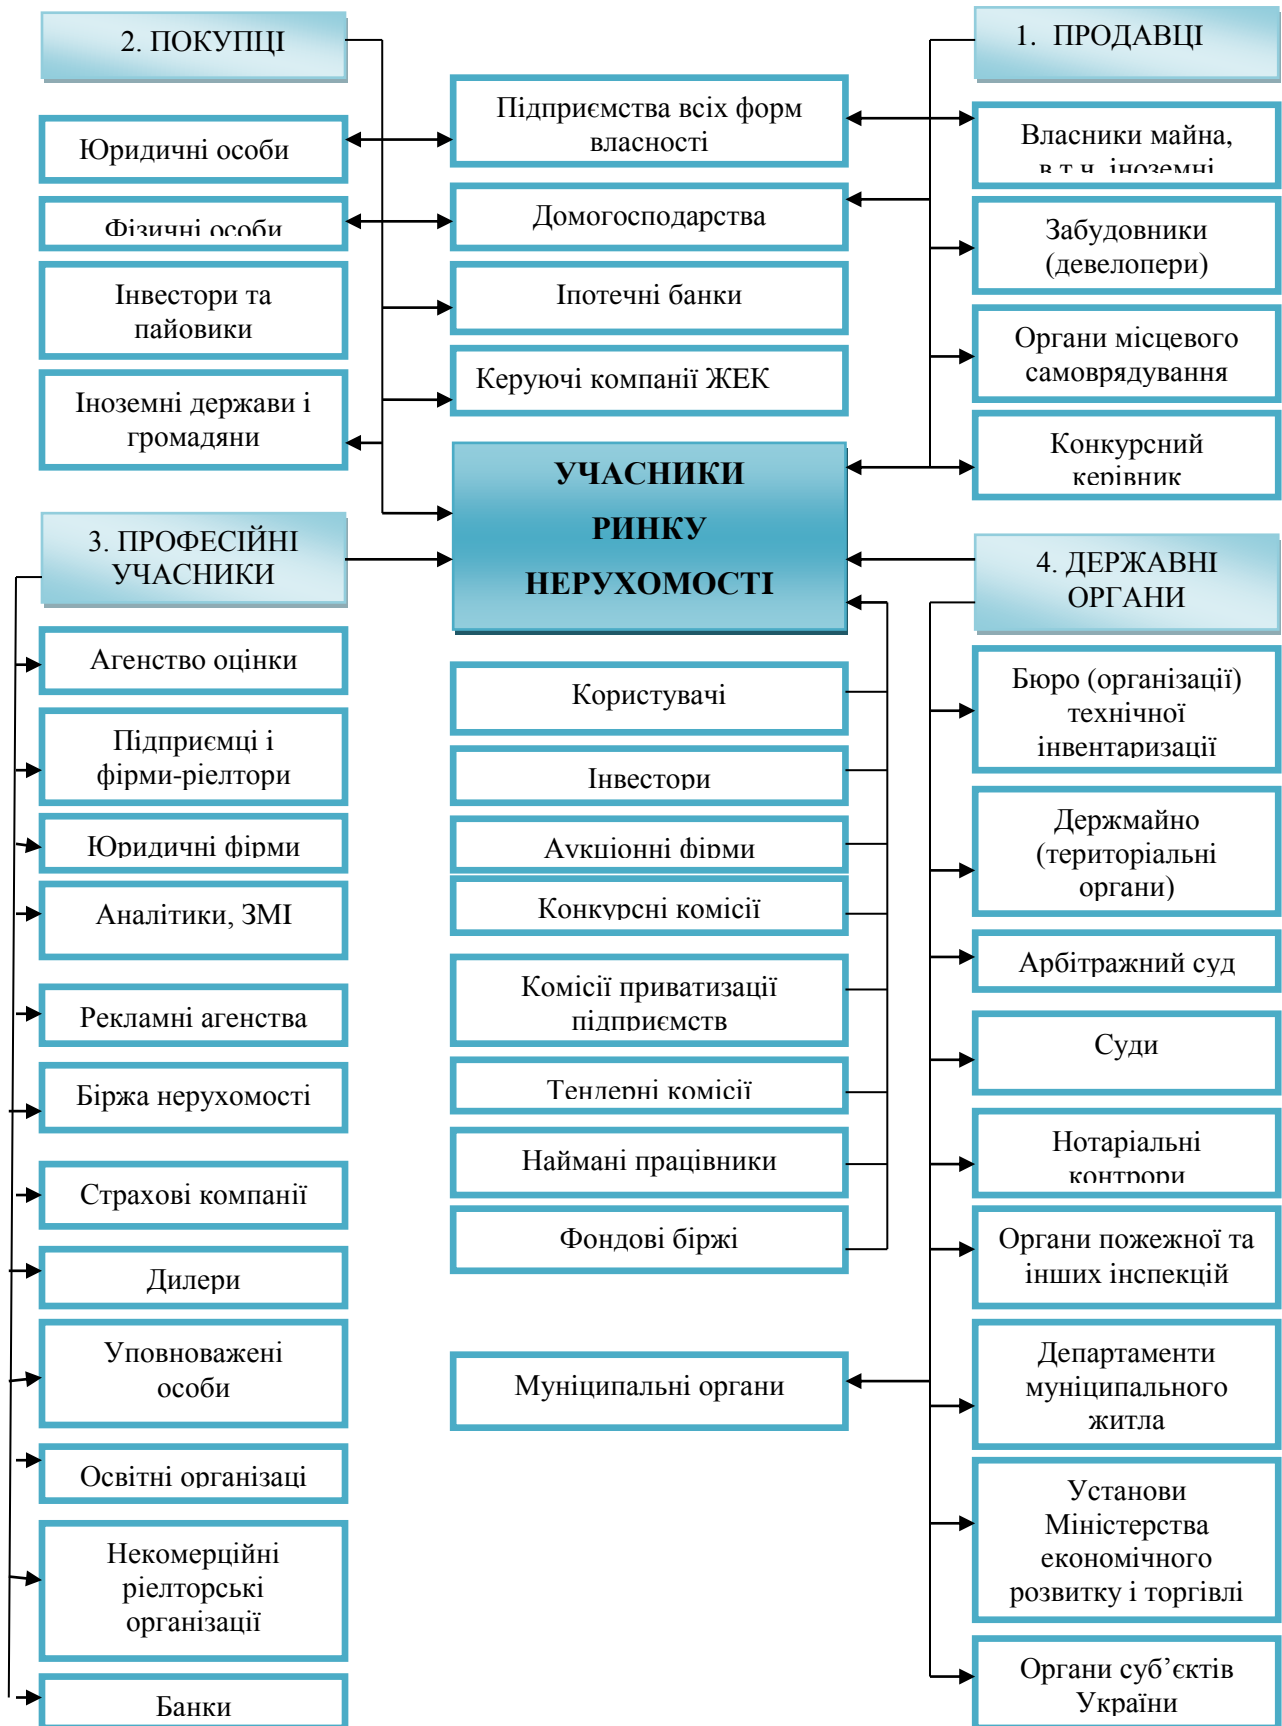 2. ПОКУПЦІ
Юридичні особи
Фізичні особи
Інвестори та
пайовики
Іноземні держави і
громадяни
Підприємства всіх форм
власності
Домогосподарства
Іпотечні банки
Керуючі компанії ЖЕК
1. ПРОДАВЦІ
Власники майна,
в.т.ч. іноземні
Забудовники
(девелопери)
Органи місцевого
самоврядування
Конкурсний
керівник
УЧАСНИКИ
РИНКУ
НЕРУХОМОСТІ
3. ПРОФЕСІЙНІ
УЧАСНИКИ
Агенство оцінки
Підприємці і
фірми-ріелтори
Юридичні фірми
Аналітики, ЗМІ
Рекламні агенства
Біржа нерухомості
Страхові компанії
Дилери
Уповноважені
особи
Освітні організаці
Некомерційні
ріелторські
організації
Банки
Користувачі
Інвестори
Аукціонні фірми
Конкурсні комісії
Комісії приватизації
підприємств
Тендерні комісії
Наймані працівники
Фондові біржі
Муніципальні органи
4. ДЕРЖАВНІ
ОРГАНИ
Бюро (організації)
технічної
інвентаризації
Держмайно
(територіальні
органи)
Арбітражний суд
Суди
Нотаріальні
контрори
Органи пожежної та
інших інспекцій
Департаменти
муніципального
житла
Установи
Міністерства
економічного
розвитку і торгівлі
Органи суб’єктів
України